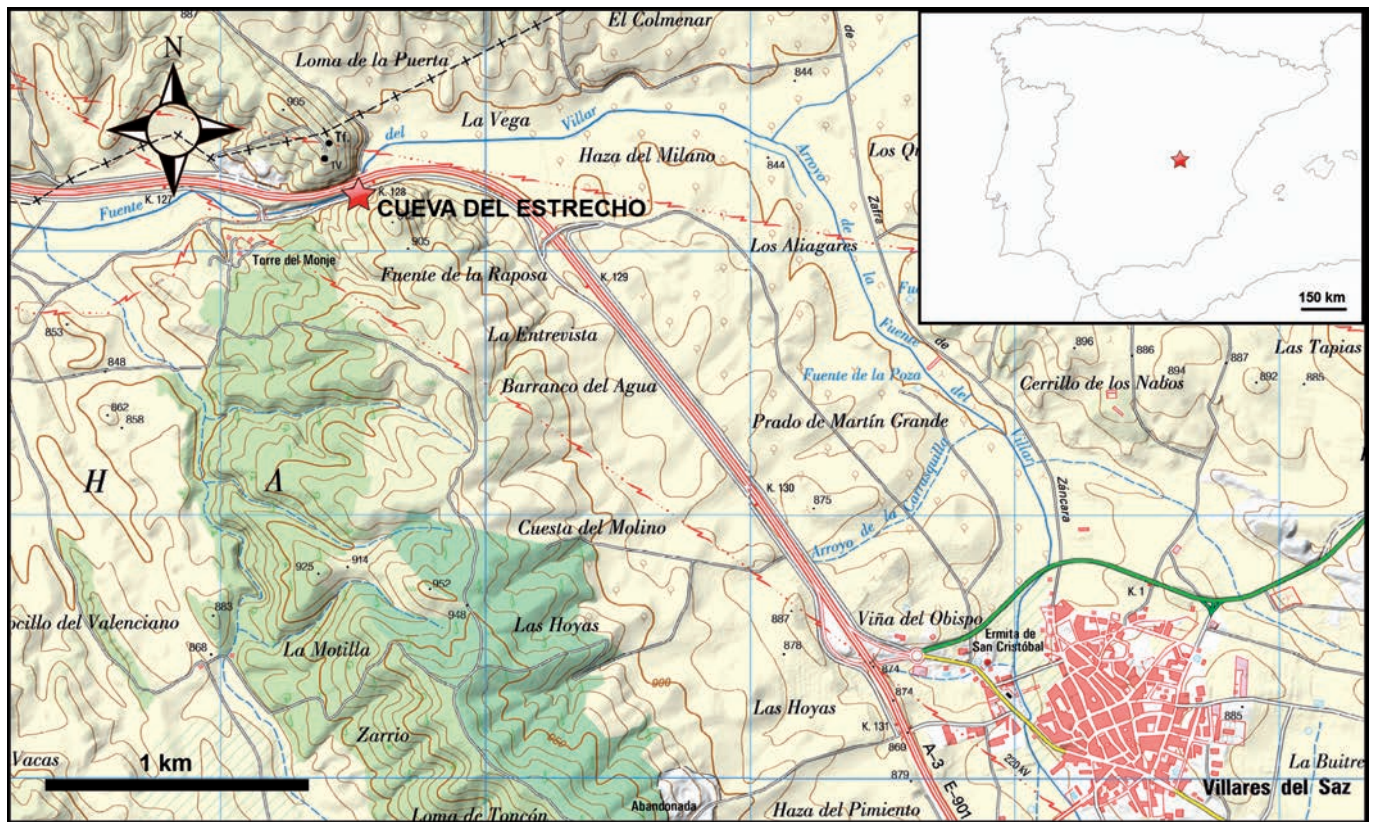 887
El Colmenar
de
N
Loma de la Puerta
844
905
La Vega
del
Villar
Tf.
TV
Haza del Milano
844
Arroyo
K. 127
K. 128
Fuente
CUEVA DEL ESTRECHO
Zafra
de
905
Los Aliagares
Torre del Monje
Fuente de la Raposa
K. 129
la
150 km
853
La Entrevista
Fuente
de
896
886
887
Las Tapias
848
Barranco del Agua
Fuente de la Poza
894
892
885
Cerrillo de los Nabos
862
858
del
Prado de Martín Grande
Villar
H
A
K. 130
875
Záncara
Cuesta del Molino
Arroyo de la Carrasquilla
925
914
952
K. 1
883
948
887
Viña del Obispo
ocillo del Valenciano
Las Hoyas
Ermita de
San Cristóbal
868
La Motilla
878
874
900
874
Las Hoyas
885
Zarrio
K. 131
869
Vacas
1 km
A-3
220 kV
La Buitre
879
E-901
Villares del Saz
Abandonada
Loma de Toncón
Haza del Pimiento